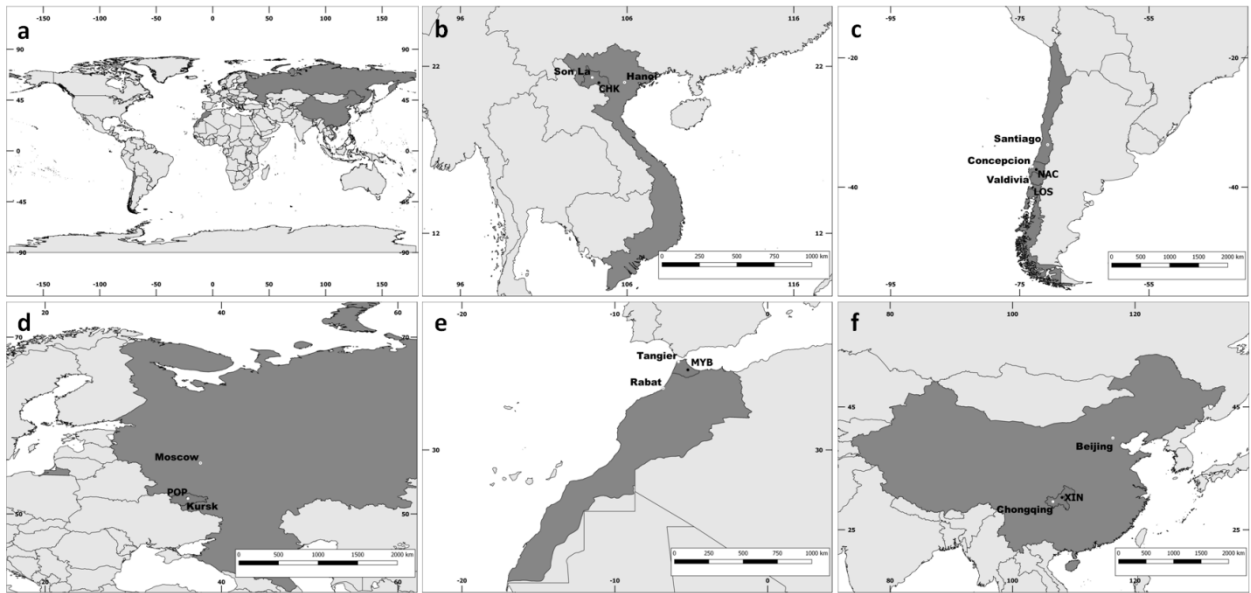 a
-150 -100 -50 0 50 100 150
90 90
45 45
0 0
-45 -45
-90 -90
-150 -100 -50 0 50 100 150
b
96 106 116
22 22
Son La
Hanoi
CHK
12 12
0 250 500 750 1000 km
96 106 116
c
-95 -75 -55
-20 -20
Santiago
Concepcion
NAC
Valdivia
LOS
-40 -40
0 500 1000 1500 2000 km
-95 -75 -55
d
20 40 60
70 70
Moscow
POP
Kursk
50 50
0 500 1000 1500 2000 km
20 40 60
e
-10 0
Tangier
MYB
Rabat
30 30
0 250 500 750 1000 km
-20 -10 0
f
100 120
45 45
Beijing
XIN
Chongqing
25 25
0 500 1000 1500 2000 km
80 100 120